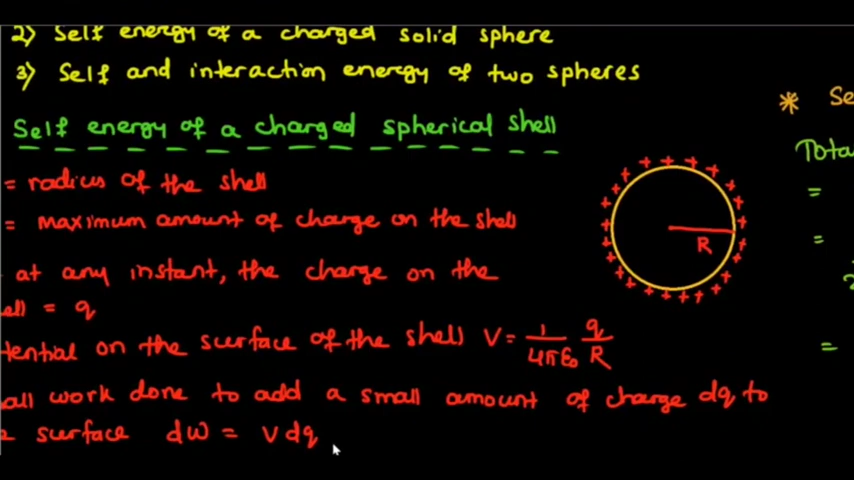 2) Self energy of a charged solid sphere
3) Self and interaction energy of two spheres
Self energy of a charged spherical shell
= radius of the shell
= maximum amount of charge on the shell
at any instant, the charge on the
ell = q
tential on the surface of the shell V = 1/4πε₀ q/R
all work done to add a small amount of charge dq to
surface dW = V dq
R
* Se
Tota
=
=
2
=